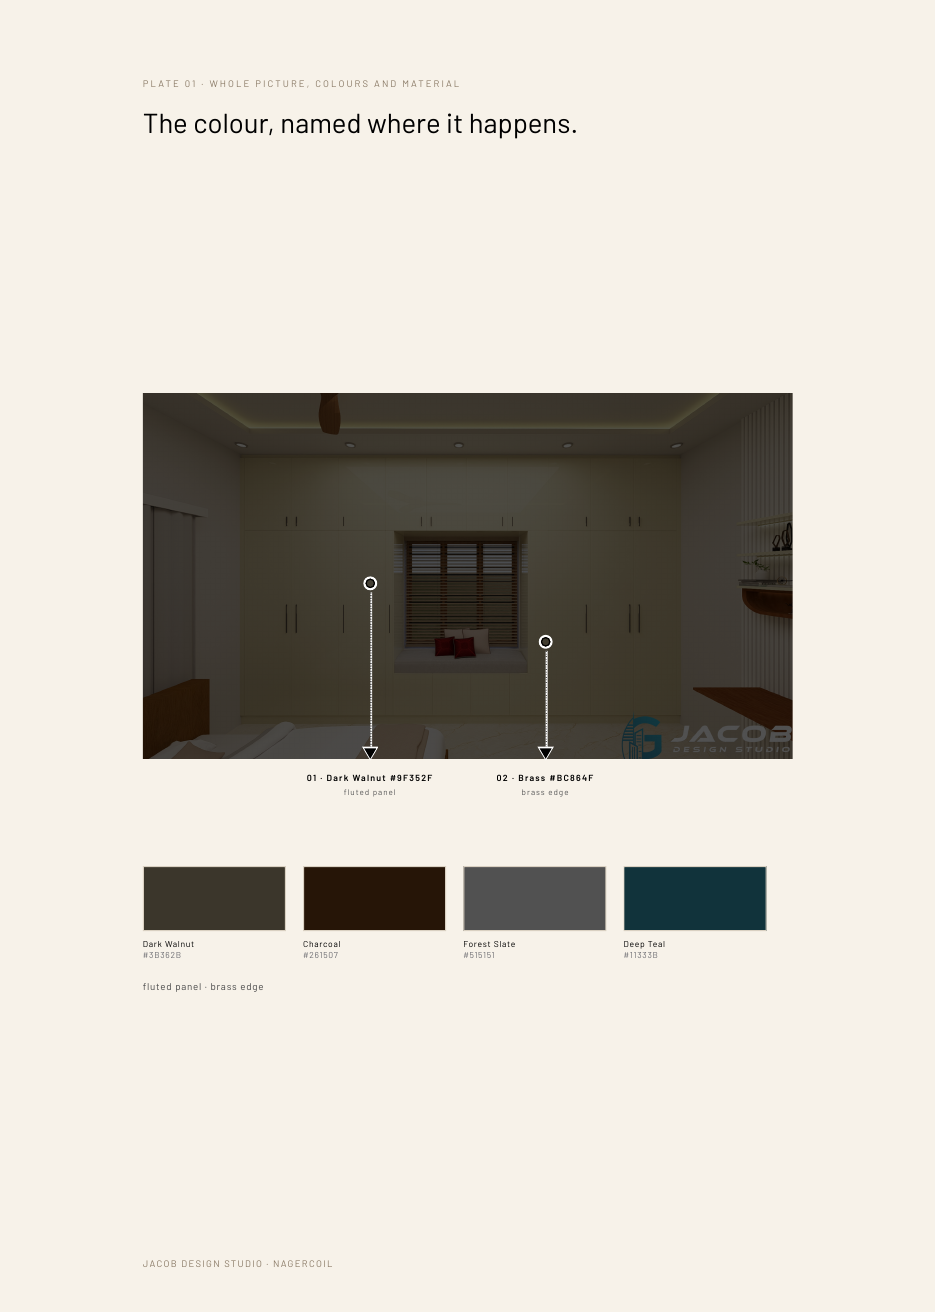 PLATE 01 · WHOLE PICTURE, COLOURS AND MATERIAL
The colour, named where it happens.
JACOB
DESIGN STUDIO
01 · Dark Walnut #9F352F
fluted panel
02 · Brass #BC864F
brass edge
Dark Walnut
#3B362B
Charcoal
#261507
Forest Slate
#515151
Deep Teal
#11333B
fluted panel · brass edge
JACOB DESIGN STUDIO · NAGERCOIL